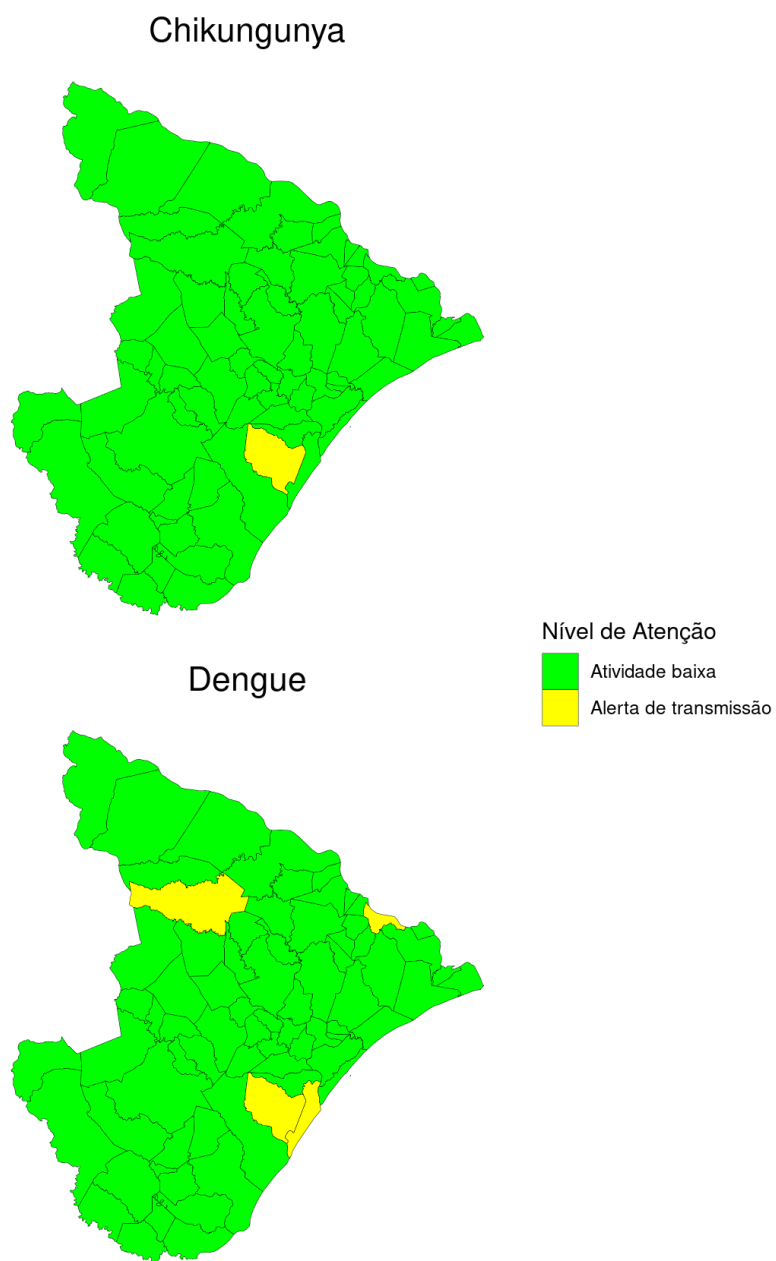 Chikungunya
Nível de Atenção
Atividade baixa
Alerta de transmissão
Dengue